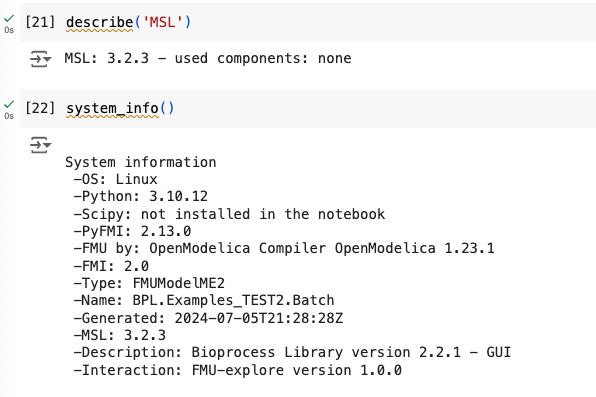 [21] describe('MSL')
0s
MSL: 3.2.3 – used components: none
[22] system_info()
0s
System information
-OS: Linux
-Python: 3.10.12
-Scipy: not installed in the notebook
-PyFMI: 2.13.0
-FMU by: OpenModelica Compiler OpenModelica 1.23.1
-FMI: 2.0
-Type: FMUModelME2
-Name: BPL.Examples_TEST2.Batch
-Generated: 2024-07-05T21:28:28Z
-MSL: 3.2.3
-Description: Bioprocess Library version 2.2.1 – GUI
-Interaction: FMU-explore version 1.0.0